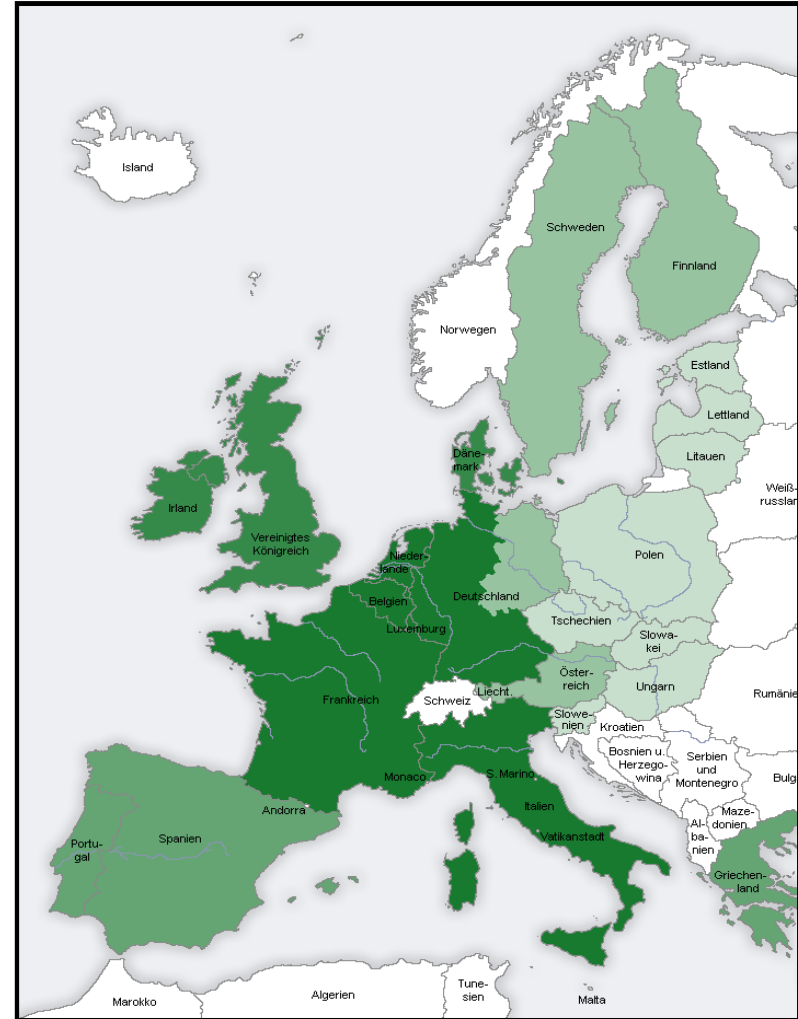 Island
Schweden
Finnland
Norwegen
Estland
Lettland
Litauen
Däne-
mark
Weiß-
russlan
Irland
Vereinigtes
Königreich
Nieder-
lande
Polen
Belgien
Deutschland
Luxemburg
Tschechien
Slowa-
kei
Öster-
reich
Liecht.
Schweiz
Frankreich
Ungarn
Rumänie
Slowe-
nien
Kroatien
Bosnien u.
Herzego-
wina
Serbien
und
Montenegro
Monaco
S. Marino
Bulg
Andorra
Italien
Vatikanstadt
Portu-
gal
Spanien
Al-
ba-
nien
Maze-
donien
Griechen-
land
Marokko
Algerien
Tune-
sien
Malta